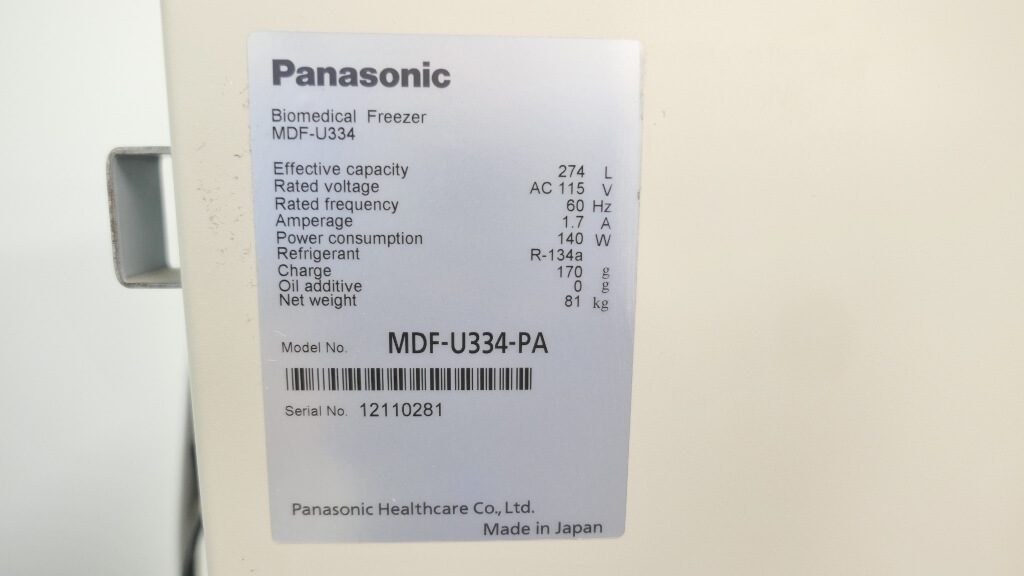 Panasonic
Biomedical Freezer
MDF-U334
Effective capacity 274 L
Rated voltage AC 115 V
Rated frequency 60 Hz
Amperage 1.7 A
Power consumption 140 W
Refrigerant R-134a
Charge 170 g
Oil additive 0 g
Net weight 81 kg
Model No. MDF-U334-PA
Serial No. 12110281
Panasonic Healthcare Co., Ltd.
Made in Japan